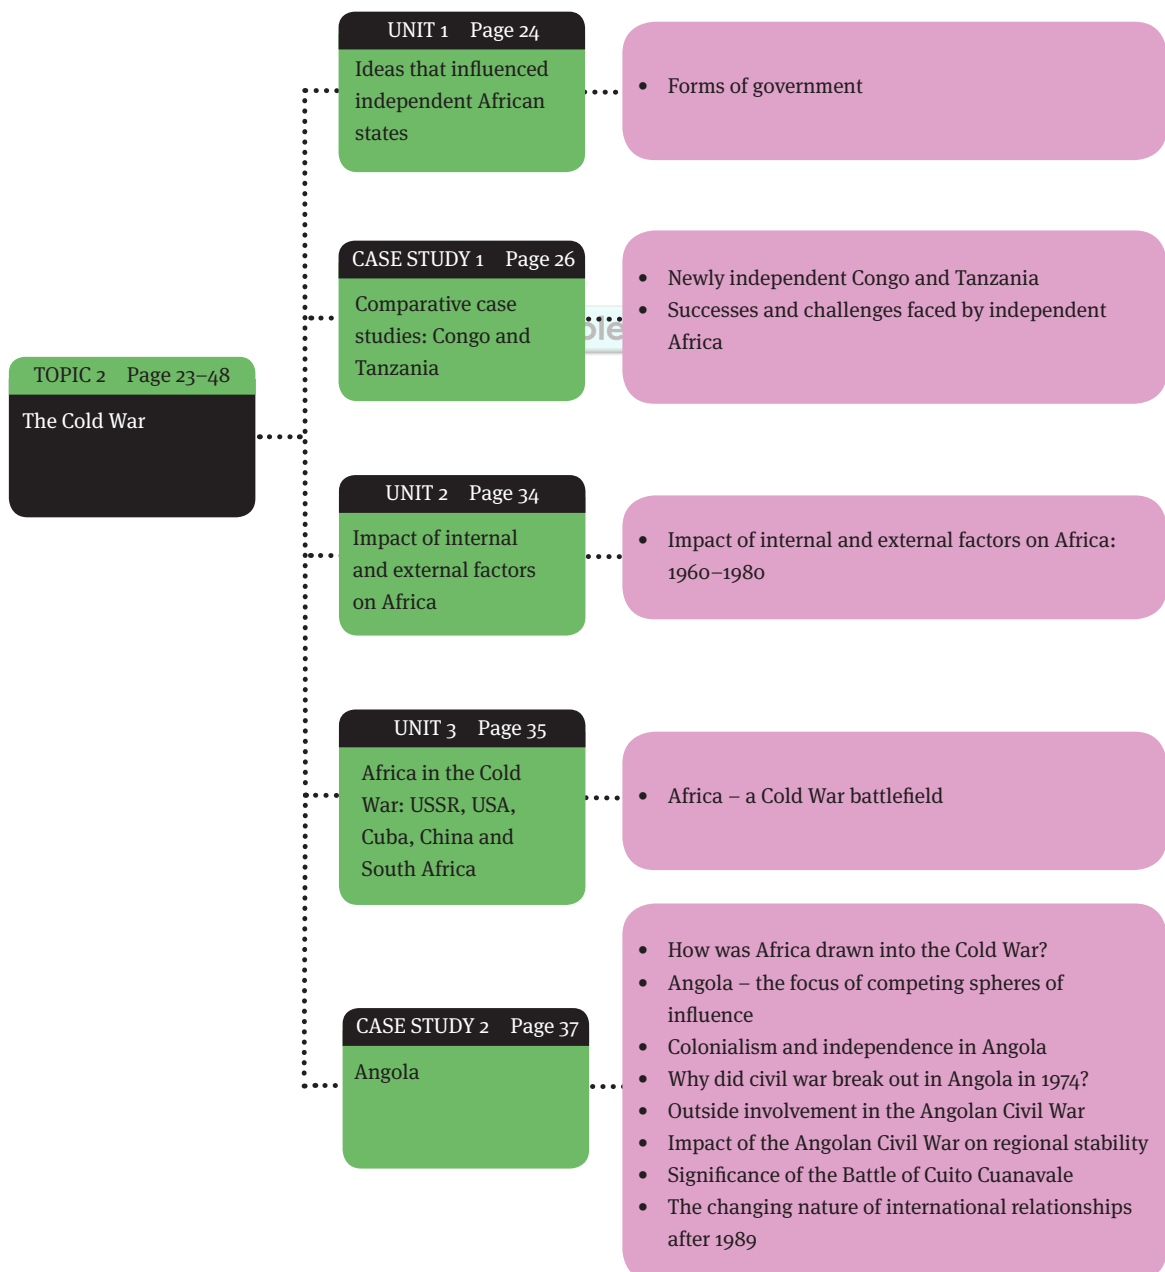 UNIT 1 Page 24
Ideas that influenced
independent African
states
• Forms of government
CASE STUDY 1 Page 26
Comparative case
studies: Congo and
Tanzania
• Newly independent Congo and Tanzania
• Successes and challenges faced by independent
Africa
TOPIC 2 Page 23–48
The Cold War
UNIT 2 Page 34
Impact of internal
and external factors
on Africa
• Impact of internal and external factors on Africa:
1960–1980
UNIT 3 Page 35
Africa in the Cold
War: USSR, USA,
Cuba, China and
South Africa
• Africa – a Cold War battlefield
CASE STUDY 2 Page 37
Angola
• How was Africa drawn into the Cold War?
• Angola – the focus of competing spheres of
influence
• Colonialism and independence in Angola
• Why did civil war break out in Angola in 1974?
• Outside involvement in the Angolan Civil War
• Impact of the Angolan Civil War on regional stability
• Significance of the Battle of Cuito Cuanavale
• The changing nature of international relationships
after 1989